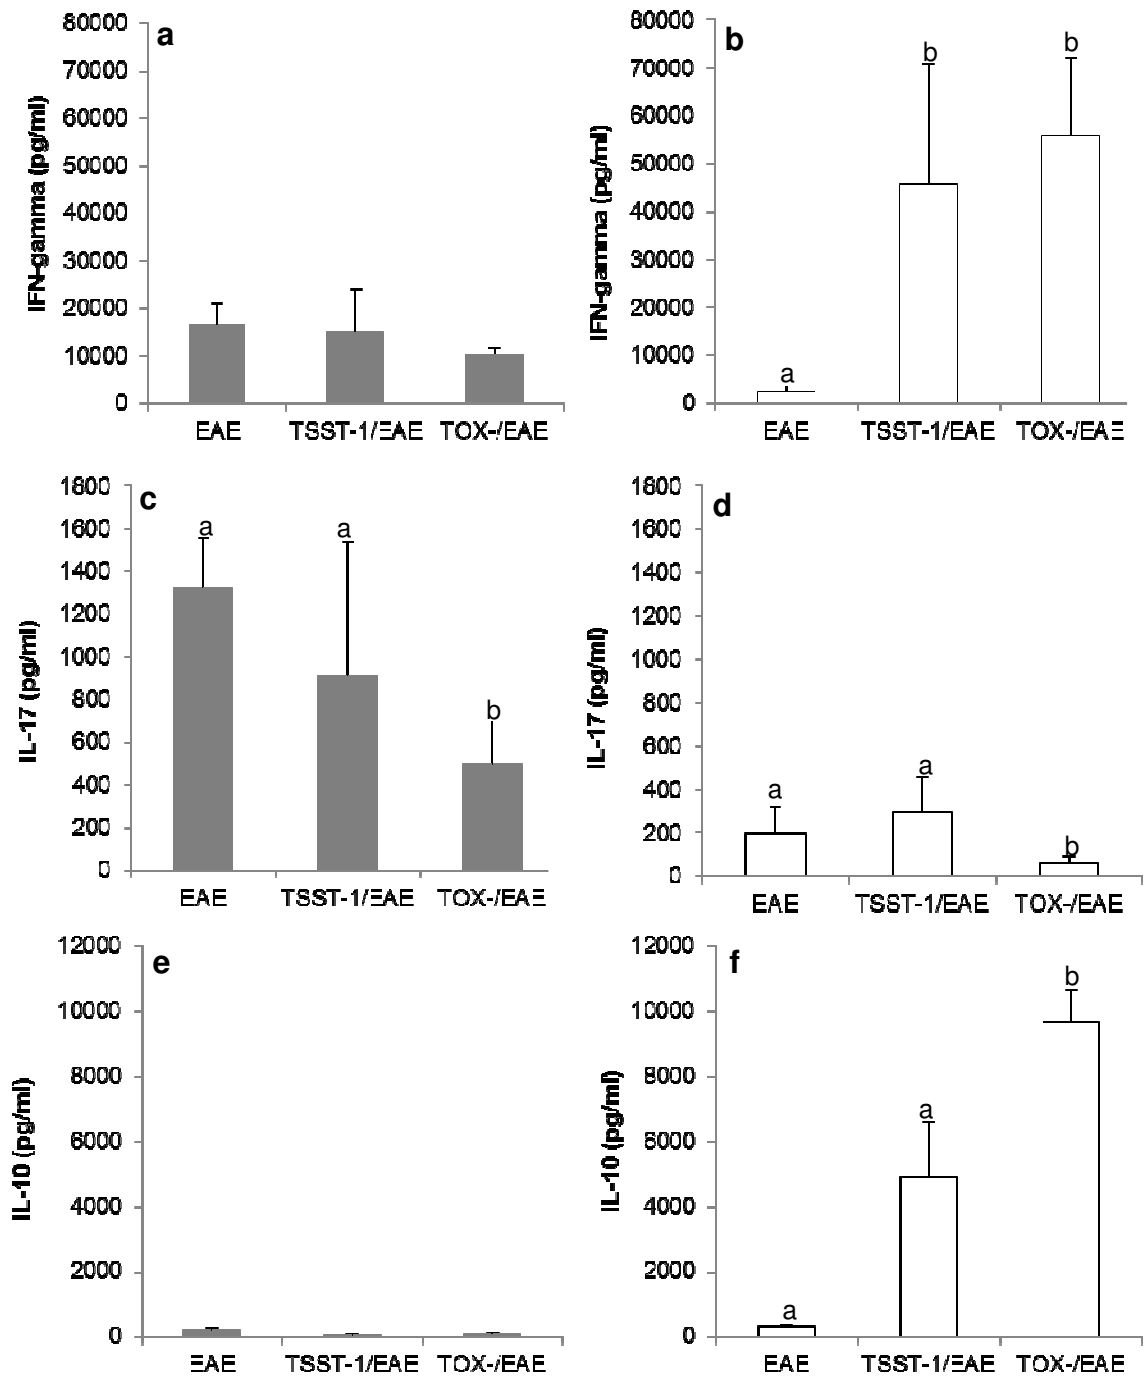 a
IFN-gamma (pg/ml)
80000
70000
60000
50000
40000
30000
20000
10000
0
EAE TSST-1/EAE TOX-/EAE
b
IFN-gamma (pg/ml)
80000
70000
60000
50000
40000
30000
20000
10000
0
a b b
EAE TSST-1/EAE TOX-/EAE
c
IL-17 (pg/ml)
1800
1600
1400
1200
1000
800
600
400
200
0
a a b
EAE TSST-1/EAE TOX-/EAE
d
IL-17 (pg/ml)
1800
1600
1400
1200
1000
800
600
400
200
0
a a b
EAE TSST-1/EAE TOX-/EAE
e
IL-10 (pg/ml)
12000
10000
8000
6000
4000
2000
0
EAE TSST-1/EAE TOX-/EAE
f
IL-10 (pg/ml)
12000
10000
8000
6000
4000
2000
0
a a b
EAE TSST-1/EAE TOX-/EAE